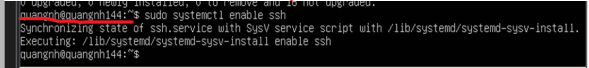 0 upgraded, 0 newly installed, 0 to remove and 18 not upgraded.
quangnh@quangnh144:~$ sudo systemctl enable ssh
Synchronizing state of ssh.service with SysV service script with /lib/systemd/systemd-sysv-install.
Executing: /lib/systemd/systemd-sysv-install enable ssh
quangnh@quangnh144:~$